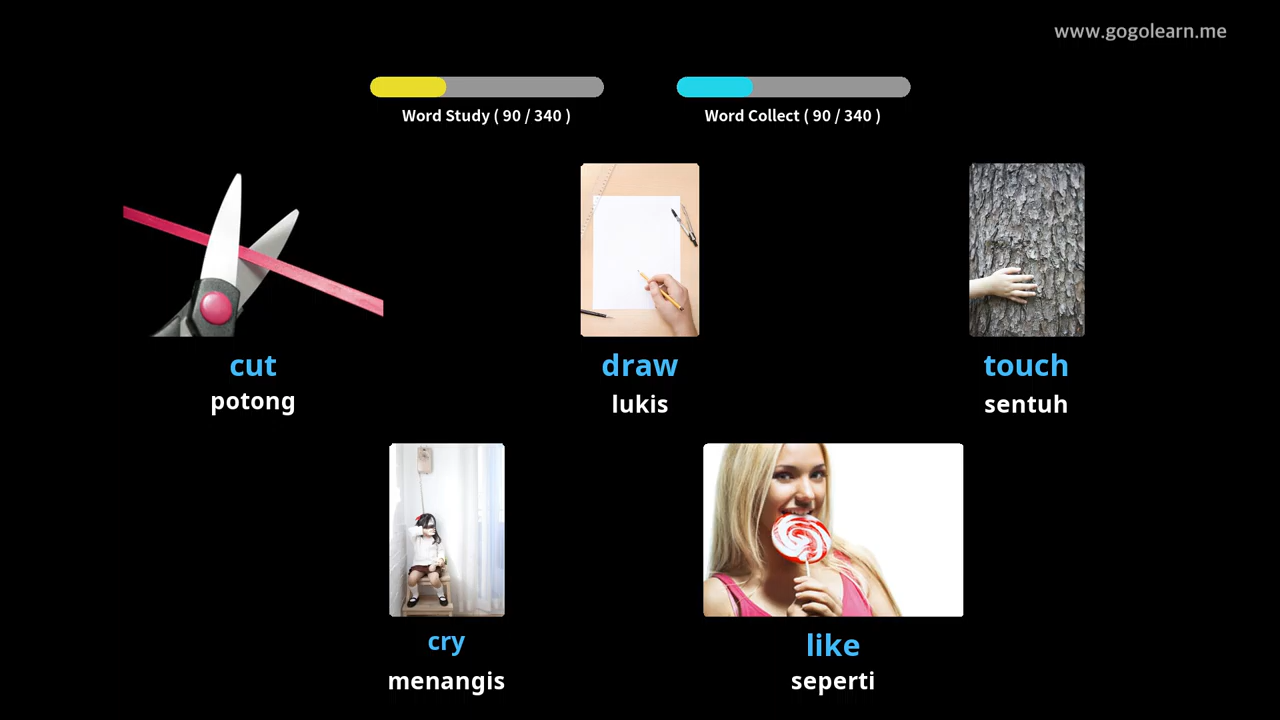 www.gogolearn.me
Word Study ( 90 / 340 )
Word Collect ( 90 / 340 )
cut
potong
draw
lukis
touch
sentuh
cry
menangis
like
seperti